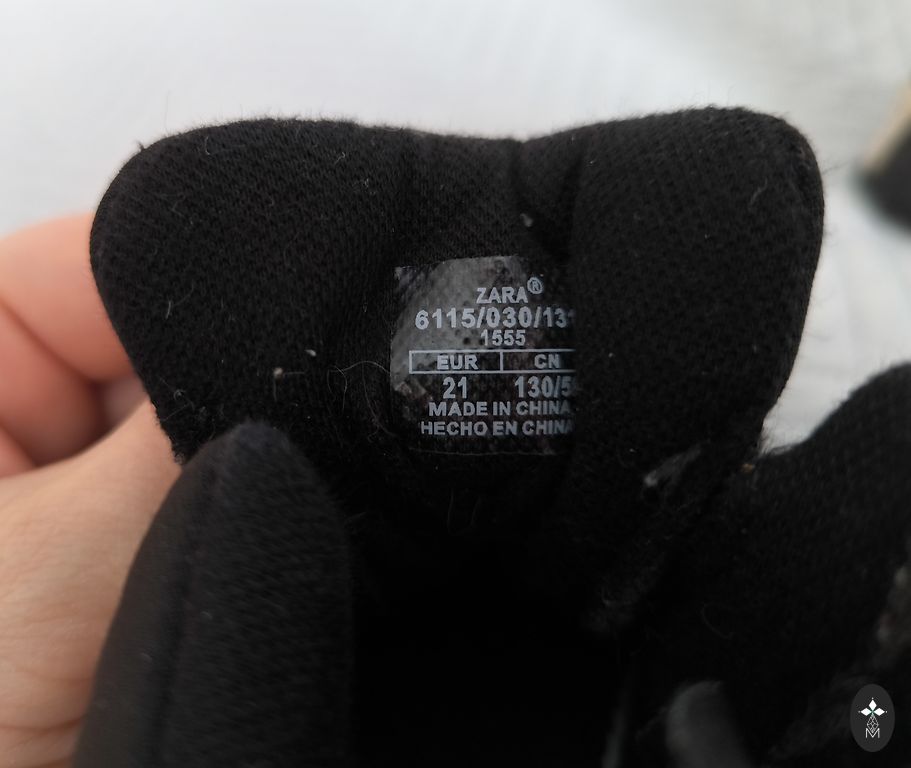 ZARA®
6115/030/13
1555
EUR CN
21 130/5
MADE IN CHINA
HECHO EN CHINA
M